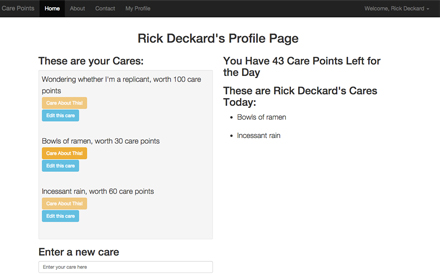 Care Points Home About Contact My Profile Welcome, Rick Deckard
Rick Deckard's Profile Page
These are your Cares:
Wondering whether I'm a replicant, worth 100 care
points
Care About This!
Edit this care
Bowls of ramen, worth 30 care points
Care About This!
Edit this care
Incessant rain, worth 60 care points
Care About This!
Edit this care
Enter a new care
Enter your care here
You Have 43 Care Points Left for
the Day
These are Rick Deckard's Cares
Today:
Bowls of ramen
Incessant rain